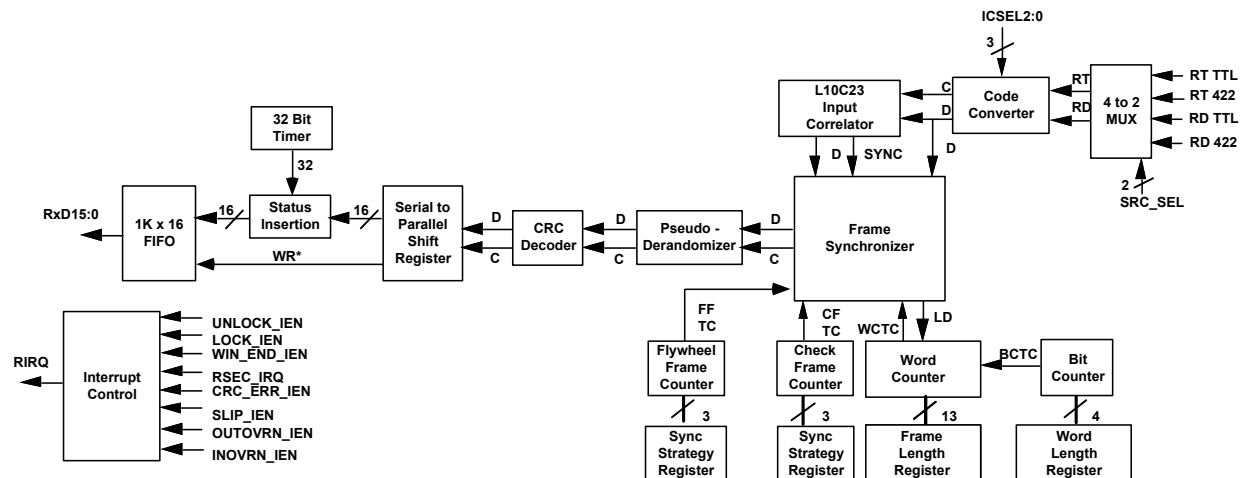 ICSEL2:0
3
L10C23
Input
Correlator
C
D
Code
Converter
RT
RD
4 to 2
MUX
RT TTL
RT 422
RD TTL
RD 422
2
SRC_SEL
32 Bit
Timer
32
D
SYNC
D
RxD15:0
1K x 16
FIFO
16
Status
Insertion
16
Serial to
Parallel
Shift
Register
D
C
CRC
Decoder
D
C
Pseudo -
Derandomizer
D
C
Frame
Synchronizer
WR*
RIRQ
Interrupt
Control
UNLOCK_IEN
LOCK_IEN
WIN_END_IEN
RSEC_IRQ
CRC_ERR_IEN
SLIP_IEN
OUTOVRN_IEN
INOVRN_IEN
FF
TC
CF
TC
WCTC
LD
Flywheel
Frame
Counter
Check
Frame
Counter
Word
Counter
BCTC
Bit
Counter
3
3
13
4
Sync
Strategy
Register
Sync
Strategy
Register
Frame
Length
Register
Word
Length
Register